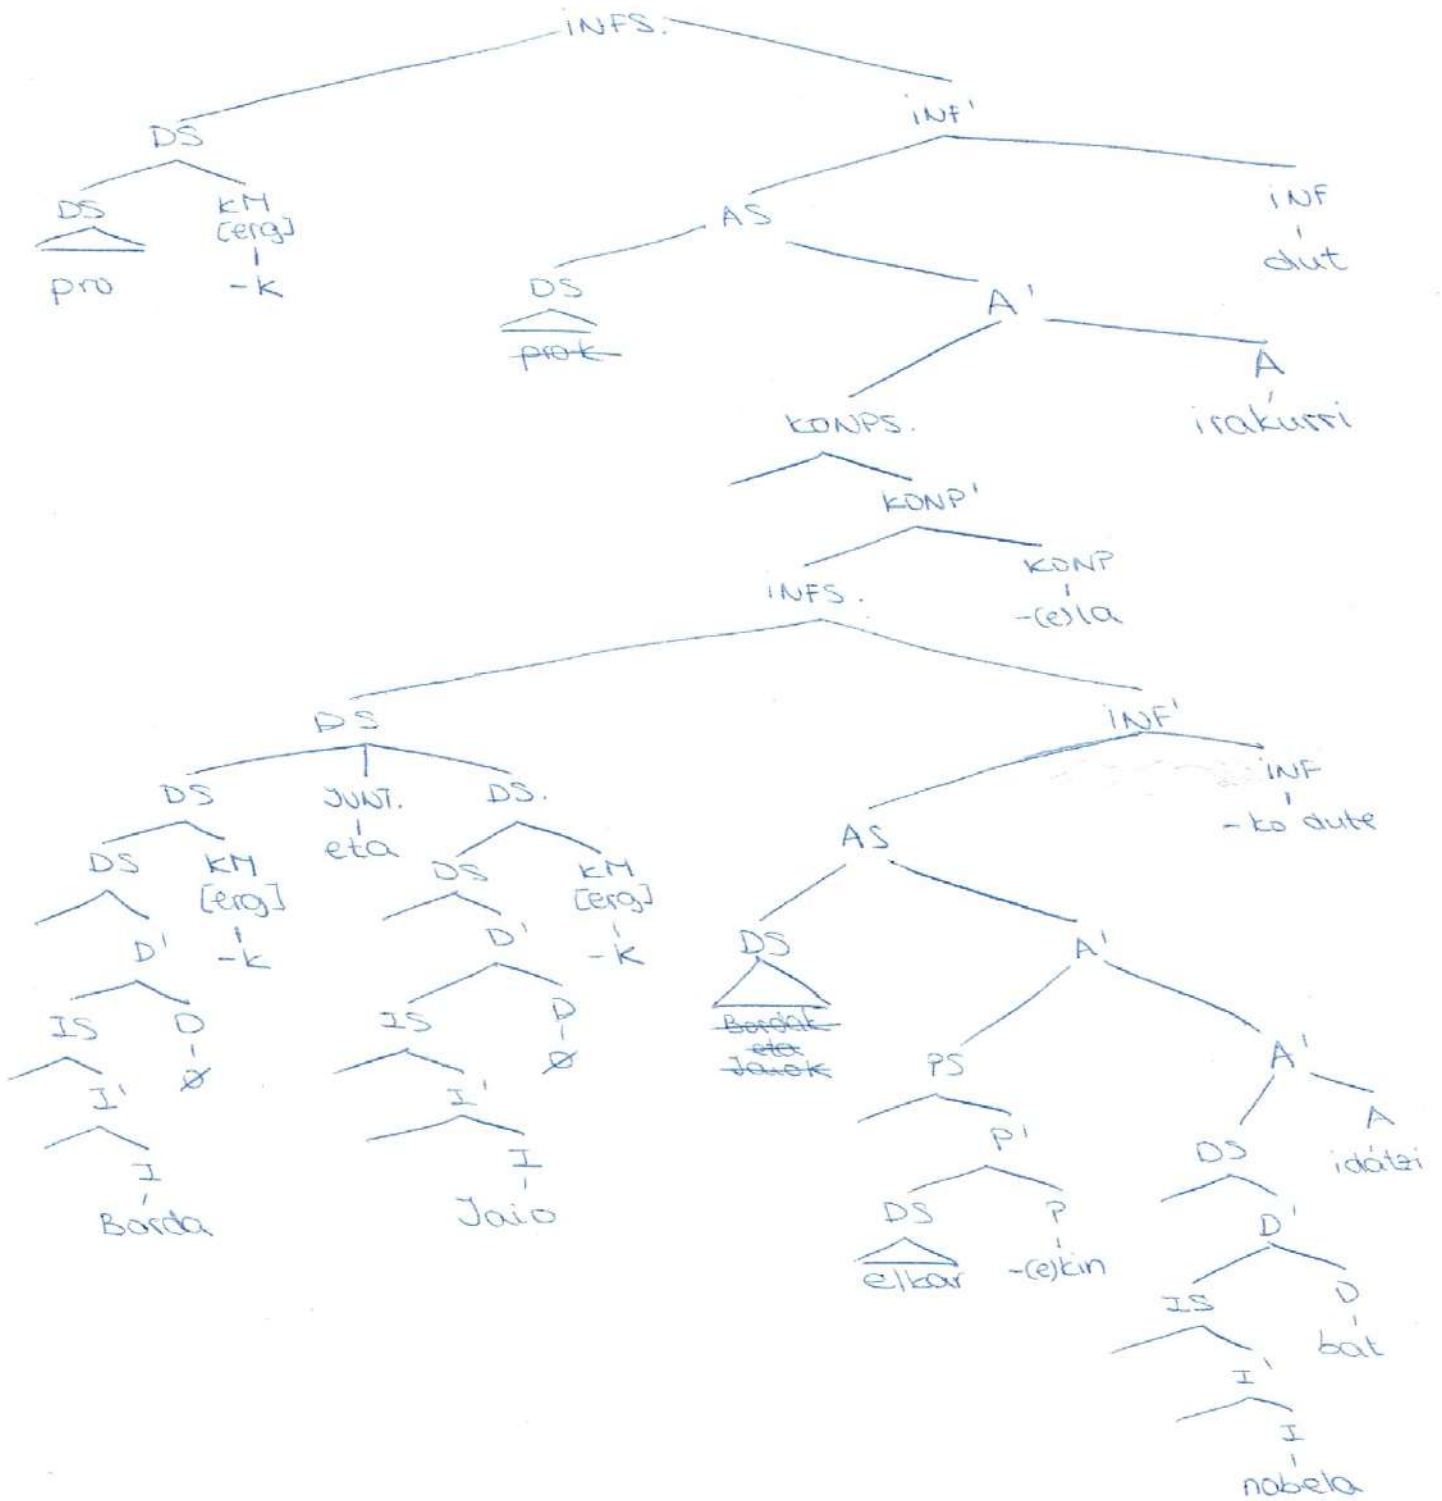 INFS.
DS
INF'
DS
KM
[erg]
-k
pro
AS
INF
dut
DS
prok
A'
A
irakurri
KONPS.
KONP'
KONP
-(e)la
INFS.
DS
INF'
DS
JUNT.
eta
DS.
INF
-ko dute
AS
DS
KM
[erg]
-k
DS
KM
[erg]
-k
D'
D'
DS
Bordak
eta
Jaiok
A'
IS
D
Ø
IS
D
Ø
PS
A'
I'
I'
P'
DS
A
idatzi
I
Borda
I
Jaio
DS
elkar
P
-(e)kin
D'
IS
D
bat
I'
I
nobela